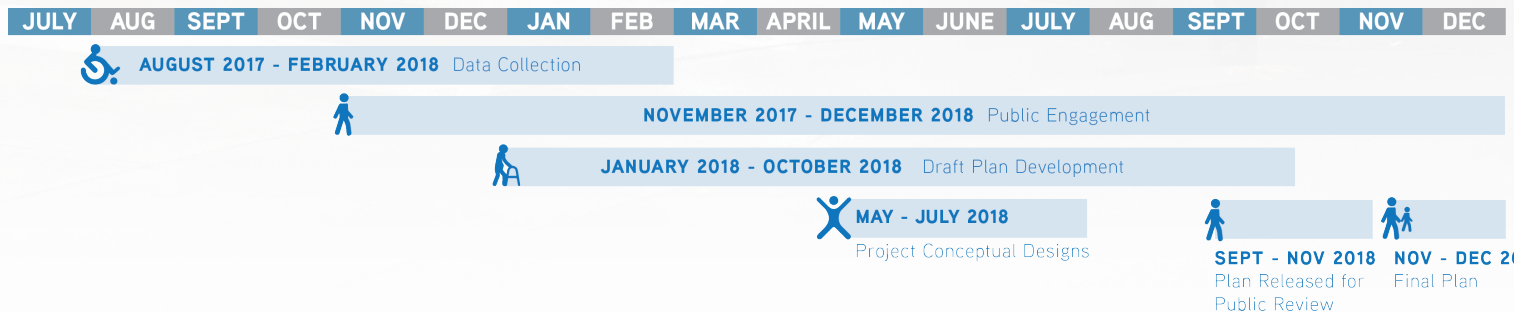 JULY AUG SEPT OCT NOV DEC JAN FEB MAR APRIL MAY JUNE JULY AUG SEPT OCT NOV DEC
AUGUST 2017 - FEBRUARY 2018 Data Collection
NOVEMBER 2017 - DECEMBER 2018 Public Engagement
JANUARY 2018 - OCTOBER 2018 Draft Plan Development
MAY - JULY 2018
Project Conceptual Designs
SEPT - NOV 2018
Plan Released for
Public Review
NOV - DEC
Final Plan